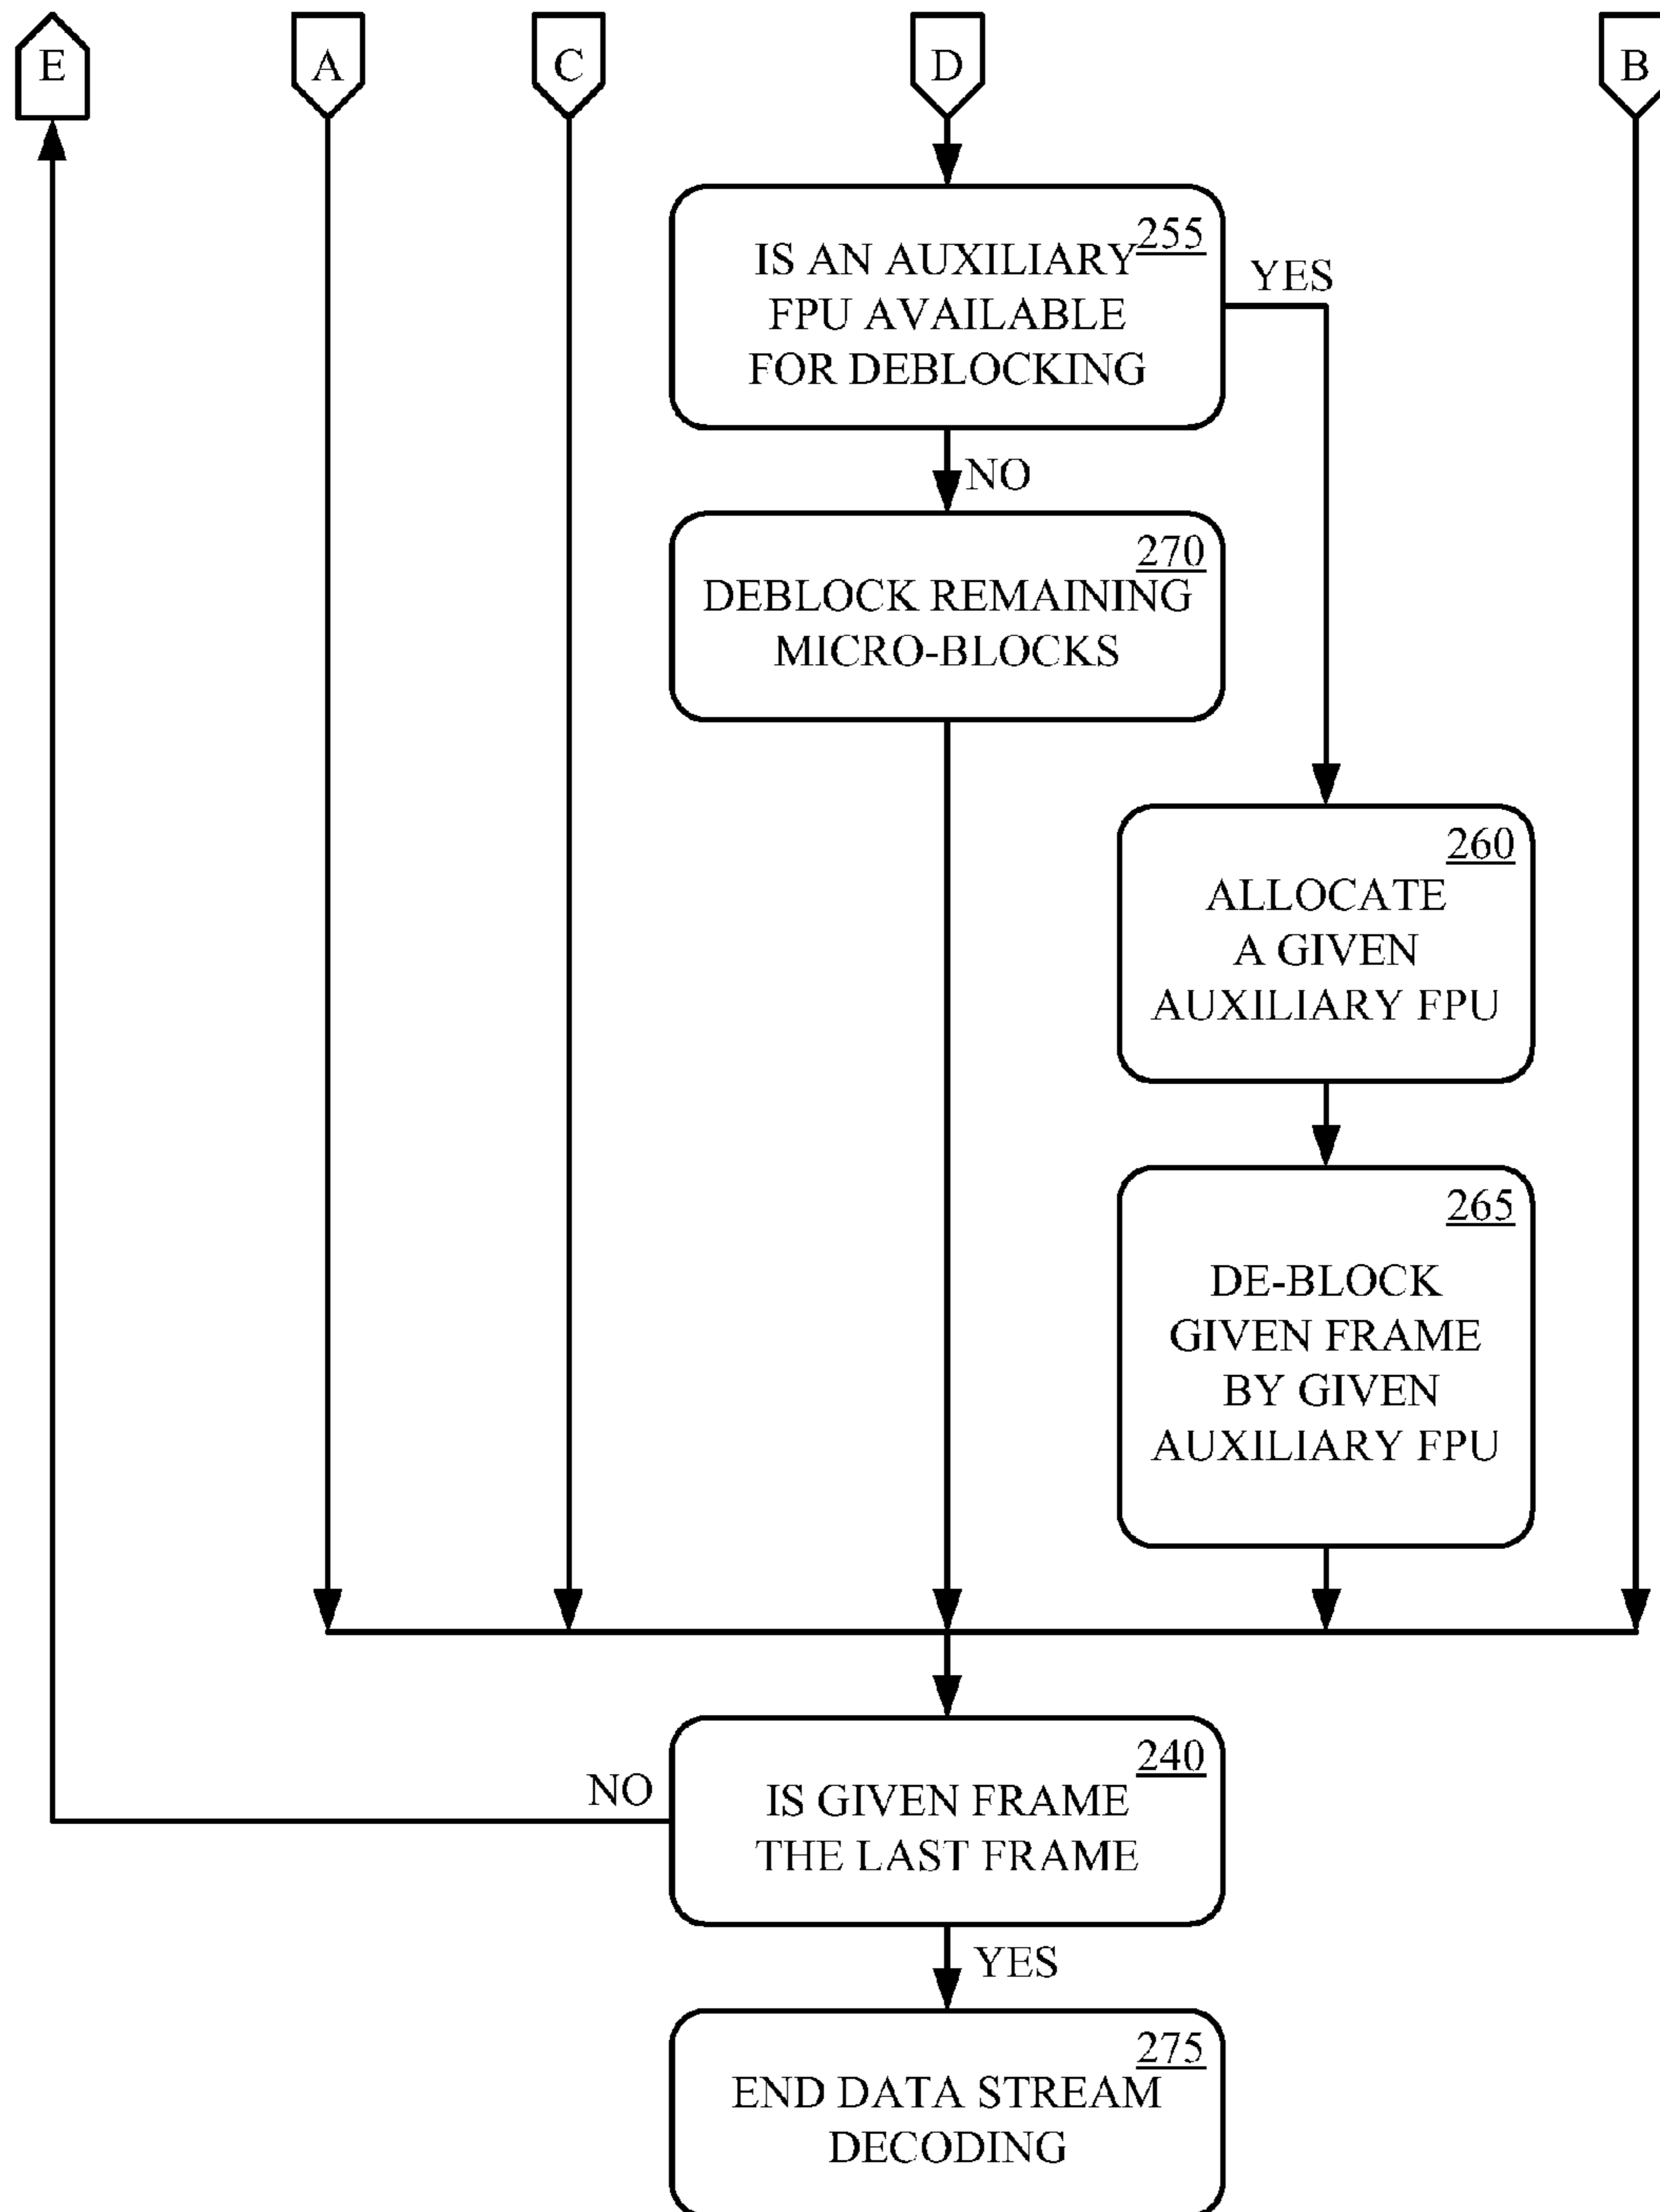 E
A
C
D
B
255
IS AN AUXILIARY
FPU AVAILABLE
FOR DEBLOCKING
YES
NO
270
DEBLOCK REMAINING
MICRO-BLOCKS
260
ALLOCATE
A GIVEN
AUXILIARY FPU
265
DE-BLOCK
GIVEN FRAME
BY GIVEN
AUXILIARY FPU
240
NO
IS GIVEN FRAME
THE LAST FRAME
YES
275
END DATA STREAM
DECODING